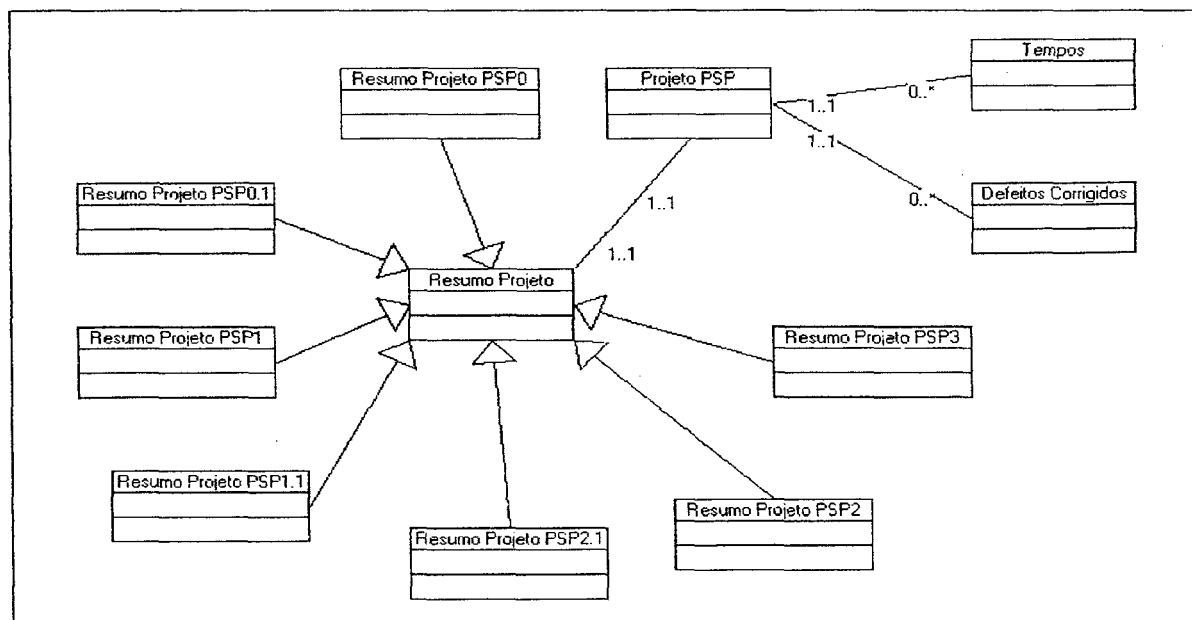 Tempos
Resumo Projeto PSP0
Projeto PSP
1..1
0..*
1..1
Resumo Projeto PSP0.1
Defeitos Corrigidos
0..*
1..1
1..1
Resumo Projeto
Resumo Projeto PSP1
Resumo Projeto PSP3
Resumo Projeto PSP1.1
Resumo Projeto PSP2
Resumo Projeto PSP2.1